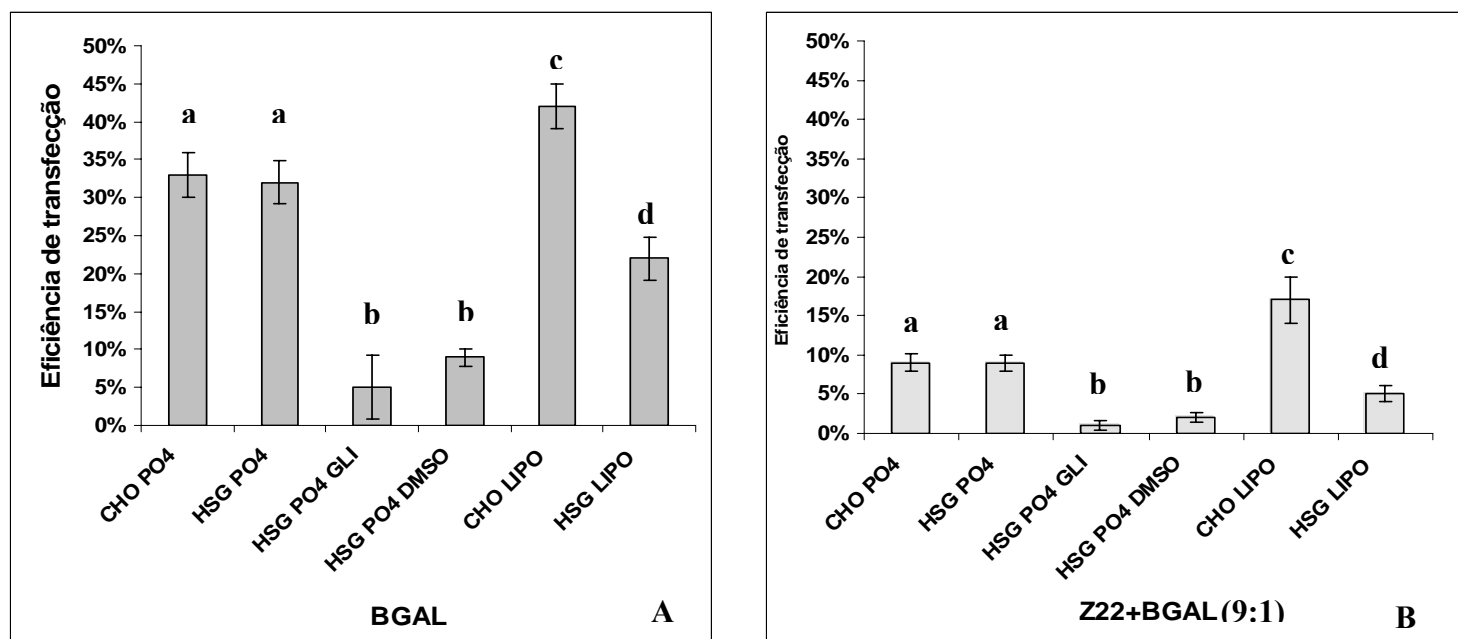 Eficiência de transfecção
50%
45%
40%
35%
30%
25%
20%
15%
10%
5%
0%
a
a
b
b
c
d
CHO PO4
HSG PO4
HSG PO4 GLI
HSG PO4 DMSO
CHO LIPO
HSG LIPO
BGAL
A
Eficiência de transfecção
50%
45%
40%
35%
30%
25%
20%
15%
10%
5%
0%
a
a
b
b
c
d
CHO PO4
HSG PO4
HSG PO4 GLI
HSG PO4 DMSO
CHO LIPO
HSG LIPO
Z22+BGAL (9:1)
B